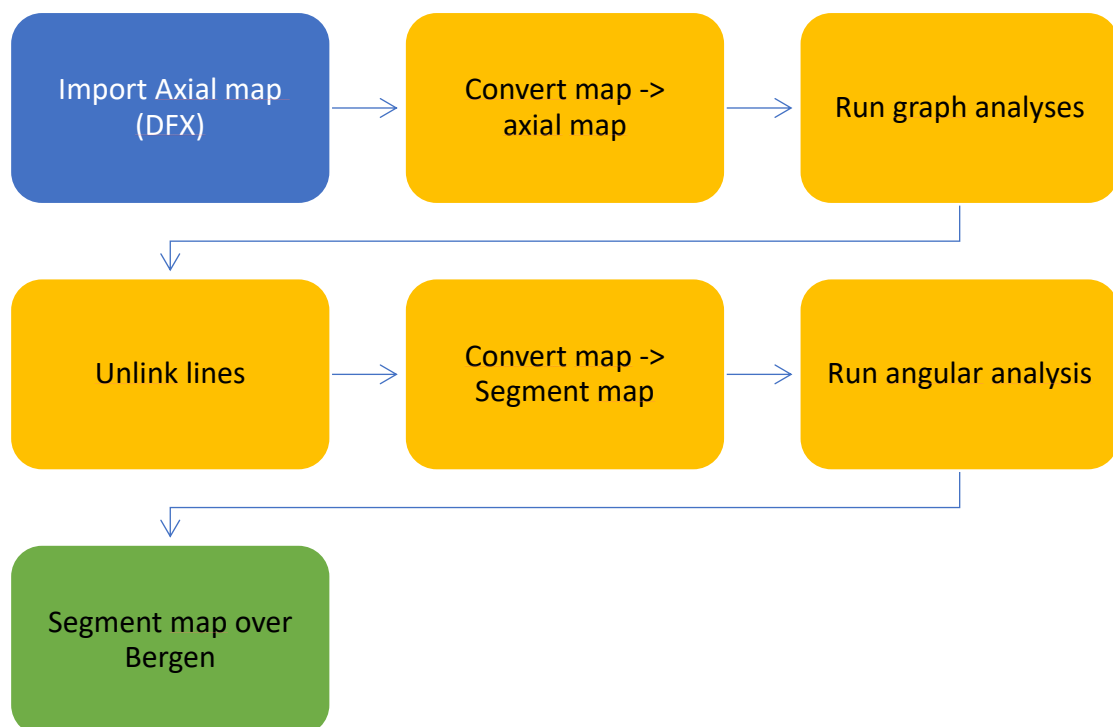 Import Axial map
(DFX)
Convert map ->
axial map
Run graph analyses
Unlink lines
Convert map ->
Segment map
Run angular analysis
Segment map over
Bergen